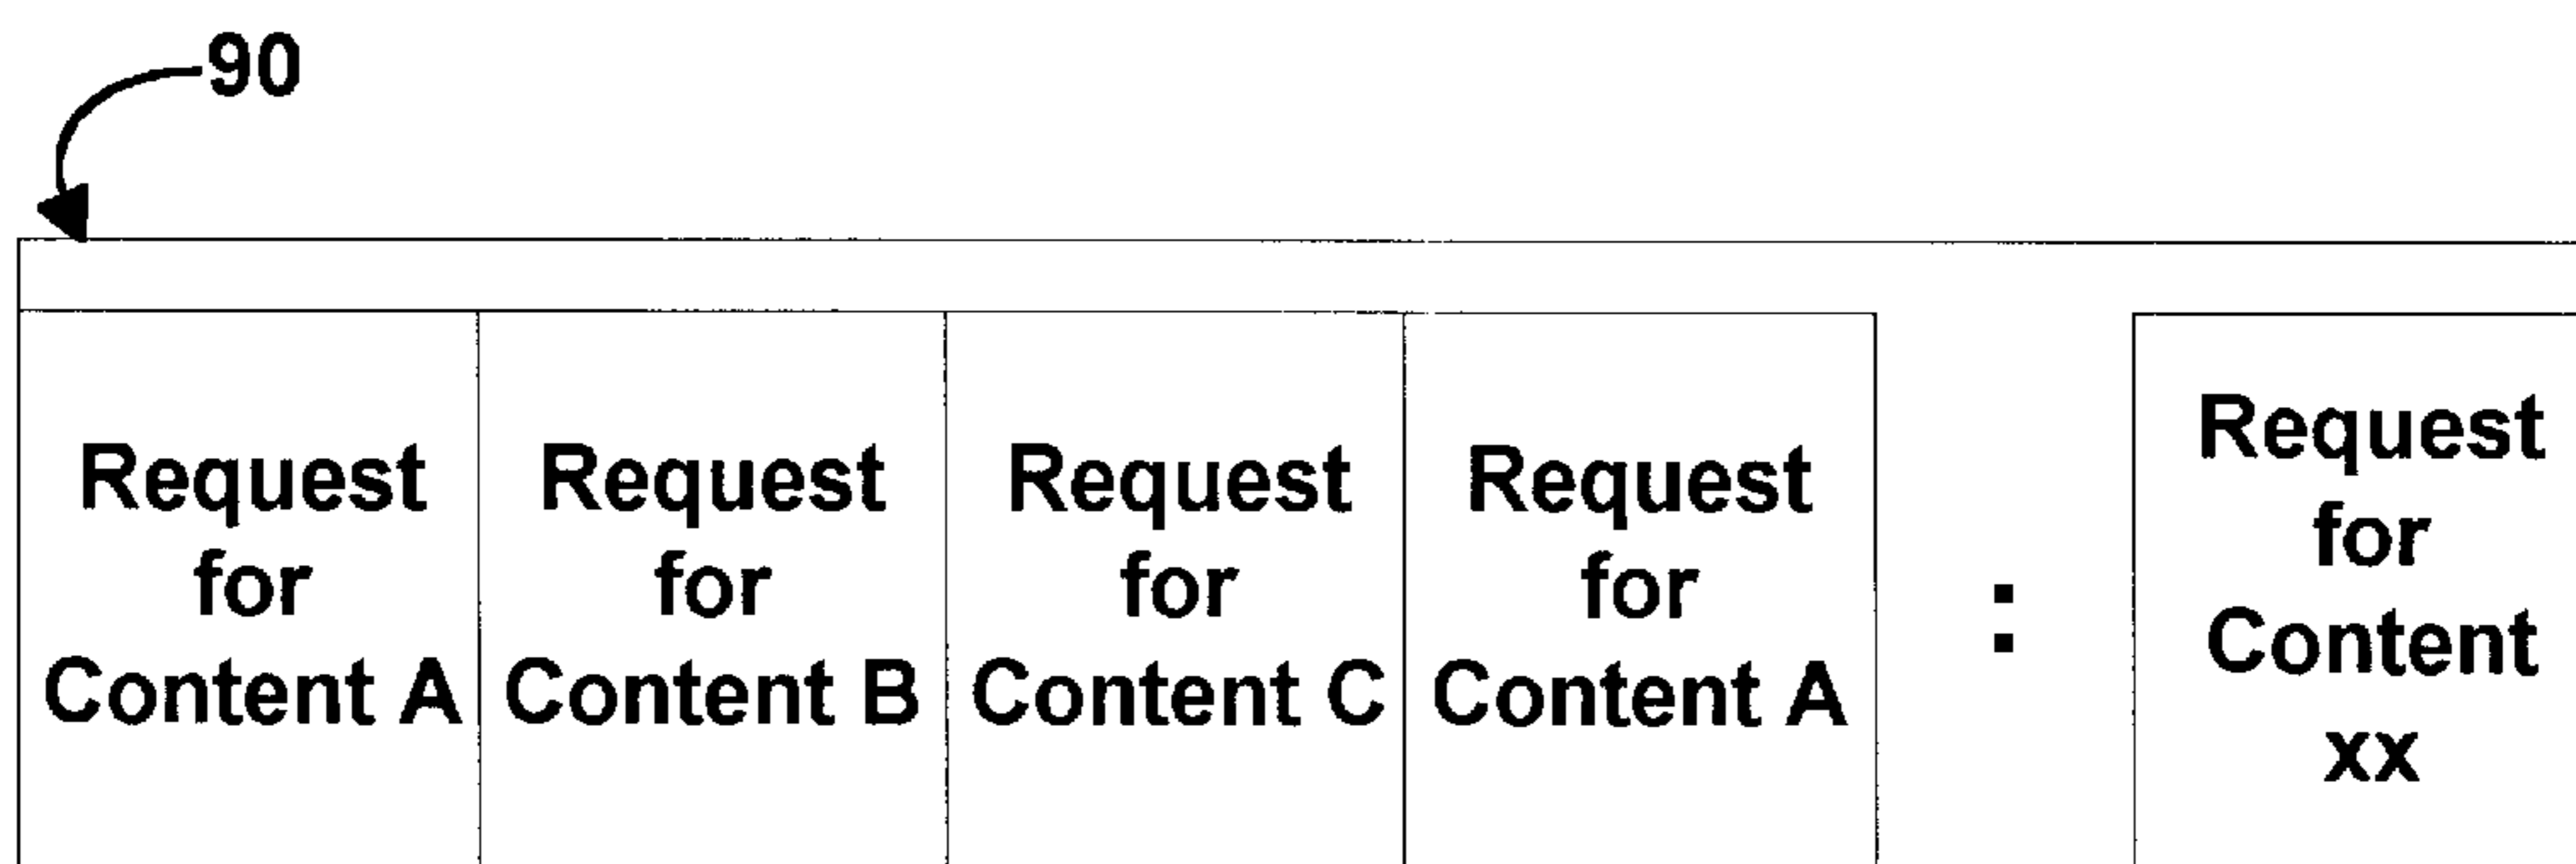 90
Request
for
Content A
Request
for
Content B
Request
for
Content C
Request
for
Content A
:
Request
for
Content
xx